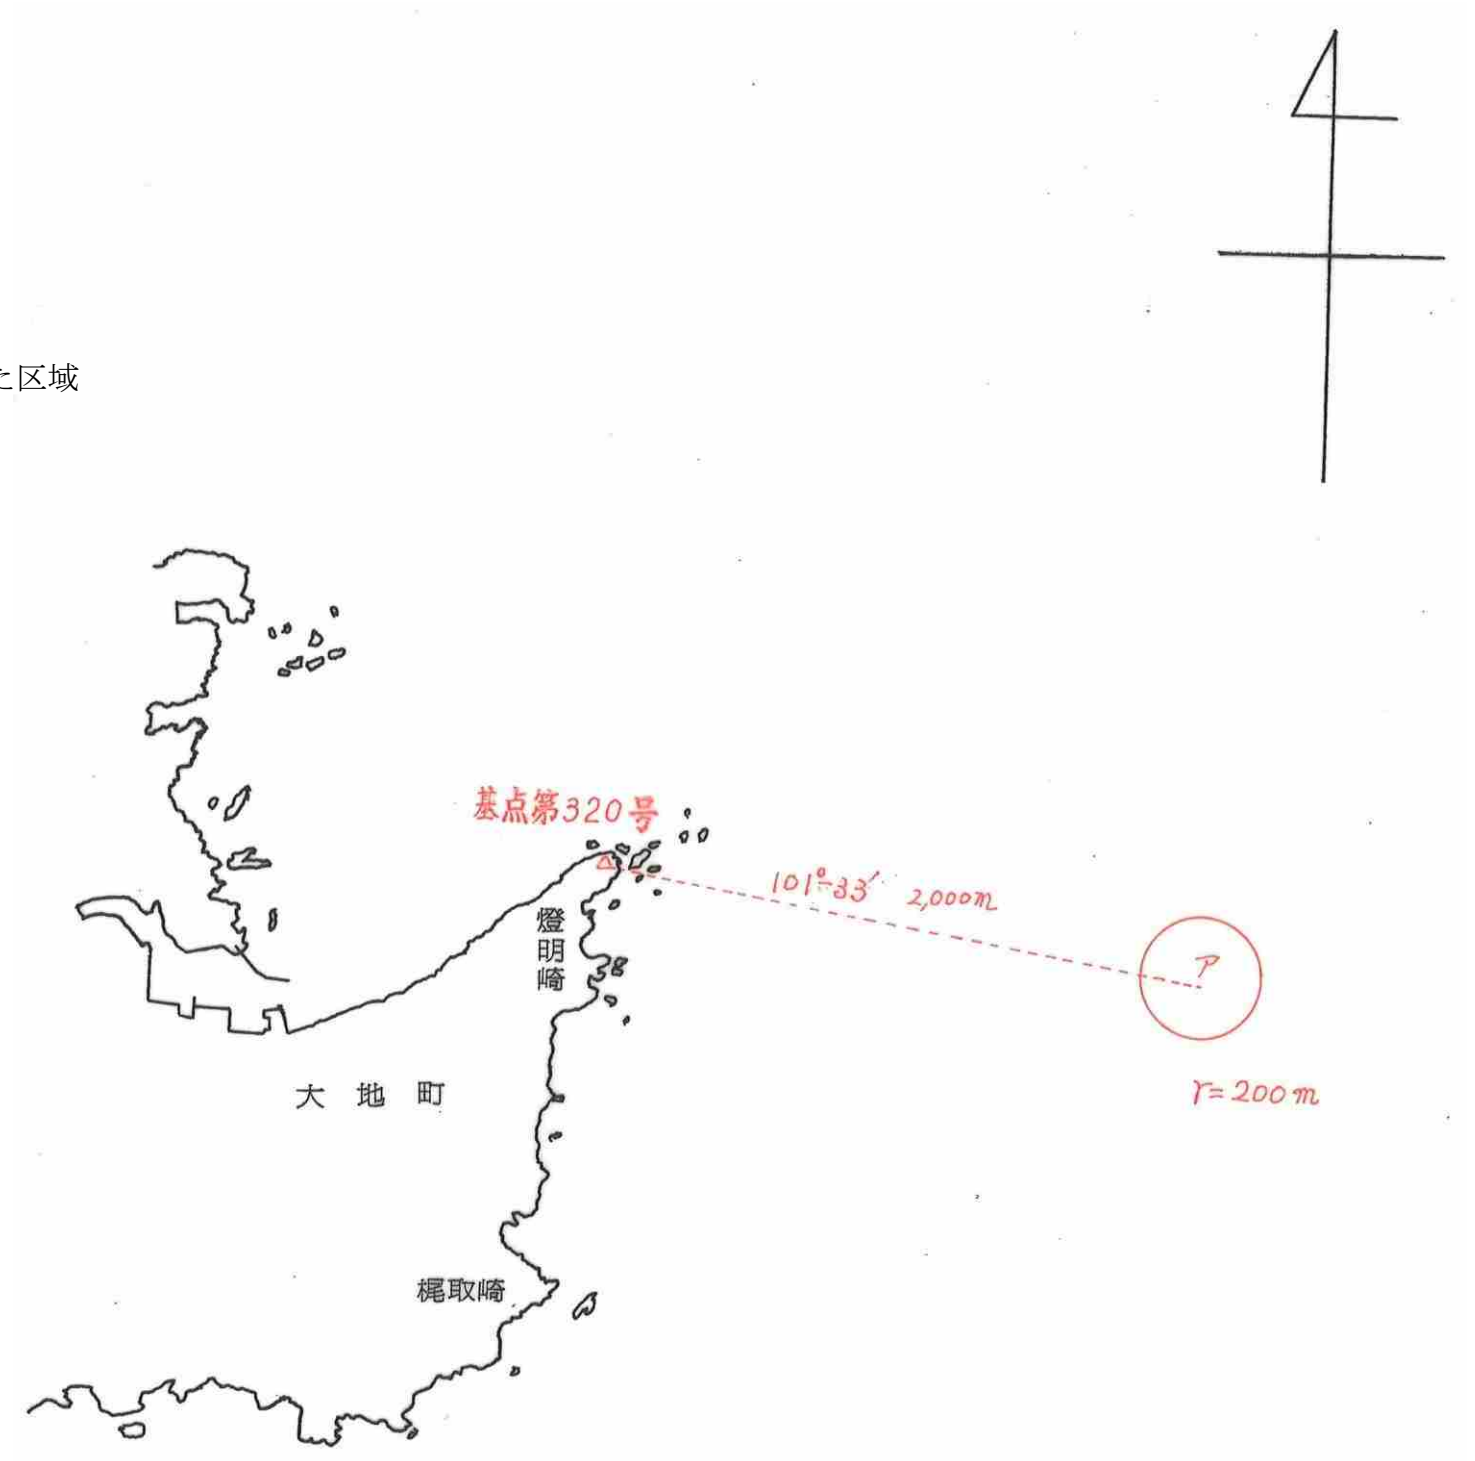 た区域
基点第320号
101°-33′ 2,000m
燈明崎
ア
r=200m
大地町
梶取崎